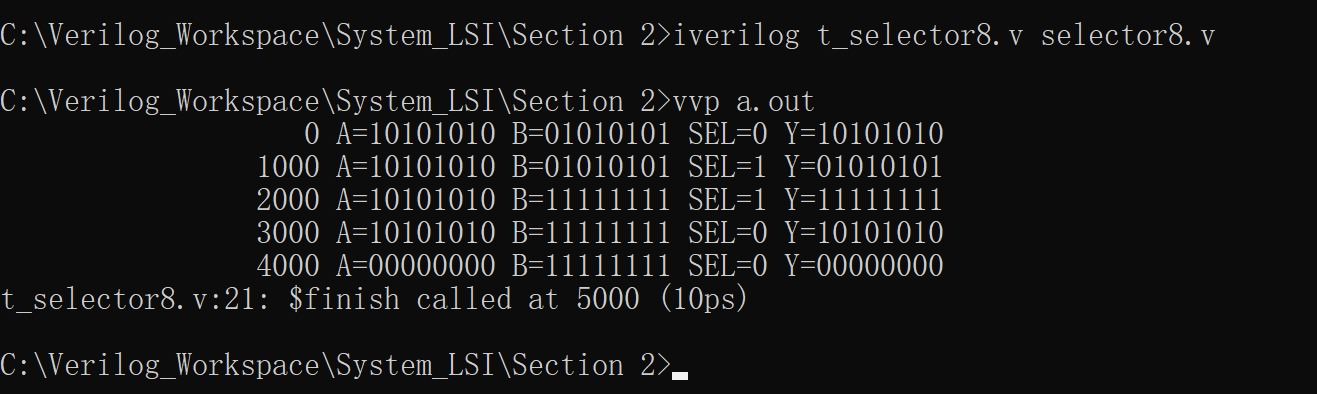 C:\Verilog_Workspace\System_LSI\Section 2>iverilog t_selector8.v selector8.v
C:\Verilog_Workspace\System_LSI\Section 2>vvp a.out
0 A=10101010 B=01010101 SEL=0 Y=10101010
1000 A=10101010 B=01010101 SEL=1 Y=01010101
2000 A=10101010 B=11111111 SEL=1 Y=11111111
3000 A=10101010 B=11111111 SEL=0 Y=10101010
4000 A=00000000 B=11111111 SEL=0 Y=00000000
t_selector8.v:21: $finish called at 5000 (10ps)
C:\Verilog_Workspace\System_LSI\Section 2>